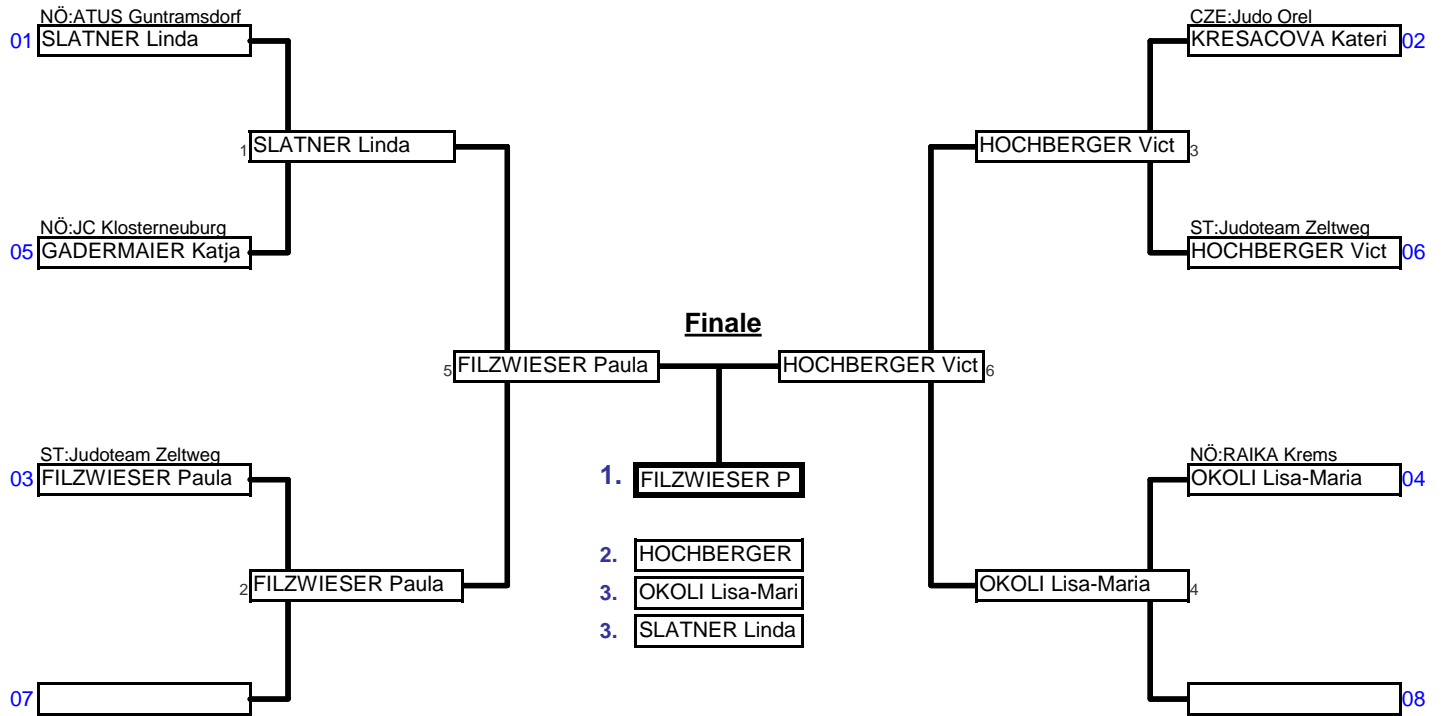 NÖ:ATUS Guntramsdorf
01 SLATNER Linda
CZE:Judo Orel
KRESACOVA Kateri 02
1 SLATNER Linda
HOCHBERGER Vict 3
NÖ:JC Klosterneuburg
05 GADERMAIER Katja
ST:Judoteam Zeltweg
HOCHBERGER Vict 06
Finale
5 FILZWIESER Paula
HOCHBERGER Vict 6
ST:Judoteam Zeltweg
03 FILZWIESER Paula
1. FILZWIESER P
NÖ:RAIKA Krems
OKOLI Lisa-Maria 04
2. HOCHBERGER
2 FILZWIESER Paula
3. OKOLI Lisa-Mari
OKOLI Lisa-Maria 4
3. SLATNER Linda
07
08